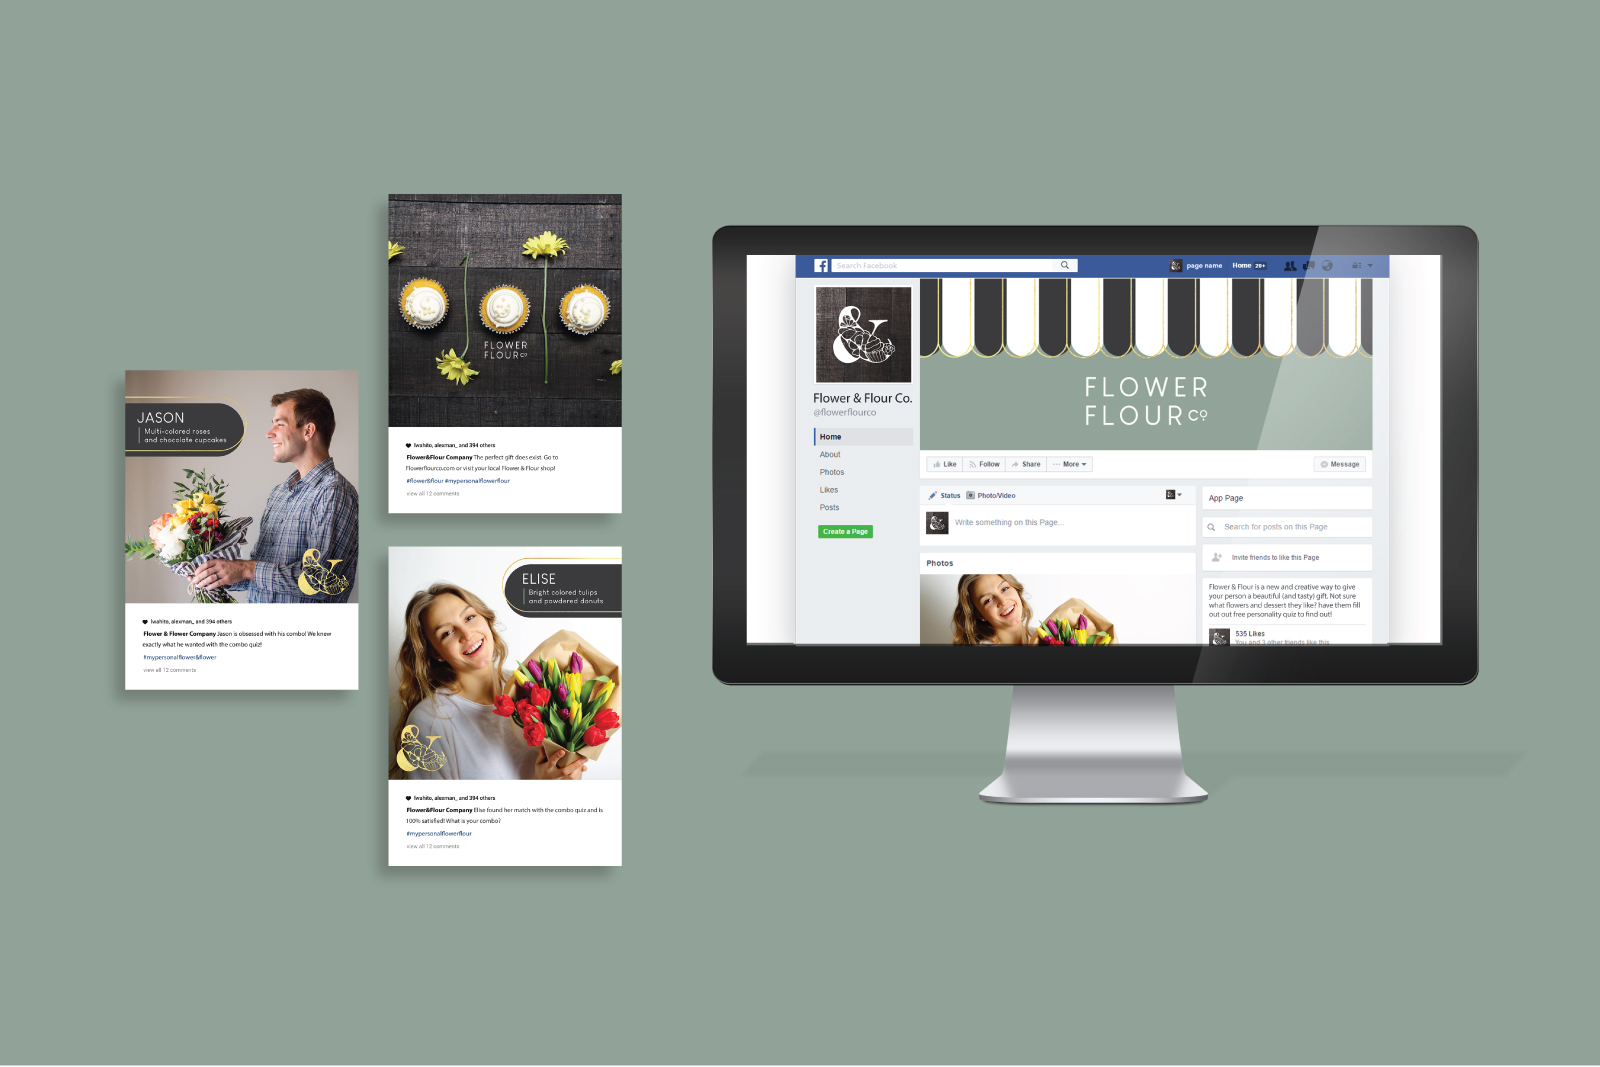 JASON
Multi-colored roses
and chocolate cupcakes
lwahito, alexman_ and 394 others
Flower & Flower Company Jason is obsessed with his combo! We knew
exactly what he wanted with the combo quiz!
#mypersonalflower&flower
view all 12 comments
FLOWER
FLOUR CO
lwahito, alexman_ and 394 others
Flower&Flour Company The perfect gift does exist. Go to
Flowerflourco.com or visit your local Flower & Flour shop!
#flower&flour #mypersonalflowerflour
view all 12 comments
ELISE
Bright colored tulips
and powdered donuts
lwahito, alexman_ and 394 others
Flower&Flour Company Elise found her match with the combo quiz and is
100% satisfied! What is your combo?
#mypersonalflowerflour
view all 12 comments
Search Facebook
page name
Home 20+
&
Flower & Flour Co.
@flowerflourco
Home
About
Photos
Likes
Posts
Create a Page
FLOWER
FLOUR CO.
Like
Follow
Share
More
Message
Status
Photo/Video
Write something on this Page...
Photos
App Page
Search for posts on this Page
Invite friends to like this Page
Flower & Flour is a new and creative way to give
your person a beautiful (and tasty) gift. Not sure
what flowers and dessert they like? have them fill
out out free personality quiz to find out!
535 Likes
You and 3 other friends like this